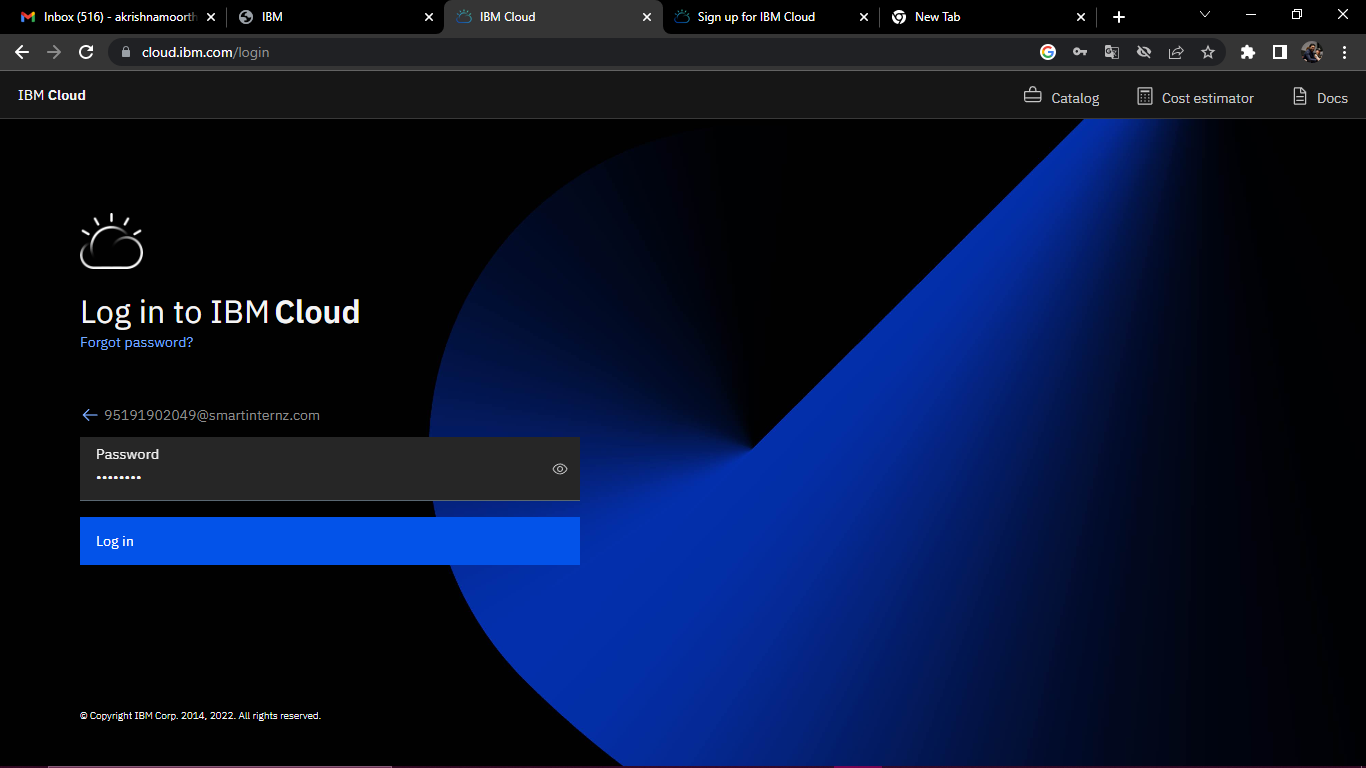 Inbox (516) - akrishnamoorth
IBM
IBM Cloud
Sign up for IBM Cloud
New Tab
cloud.ibm.com/login
IBM Cloud
Catalog
Cost estimator
Docs
Log in to IBM Cloud
Forgot password?
95191902049@smartinternz.com
Password
••••••••
Log in
© Copyright IBM Corp. 2014, 2022. All rights reserved.